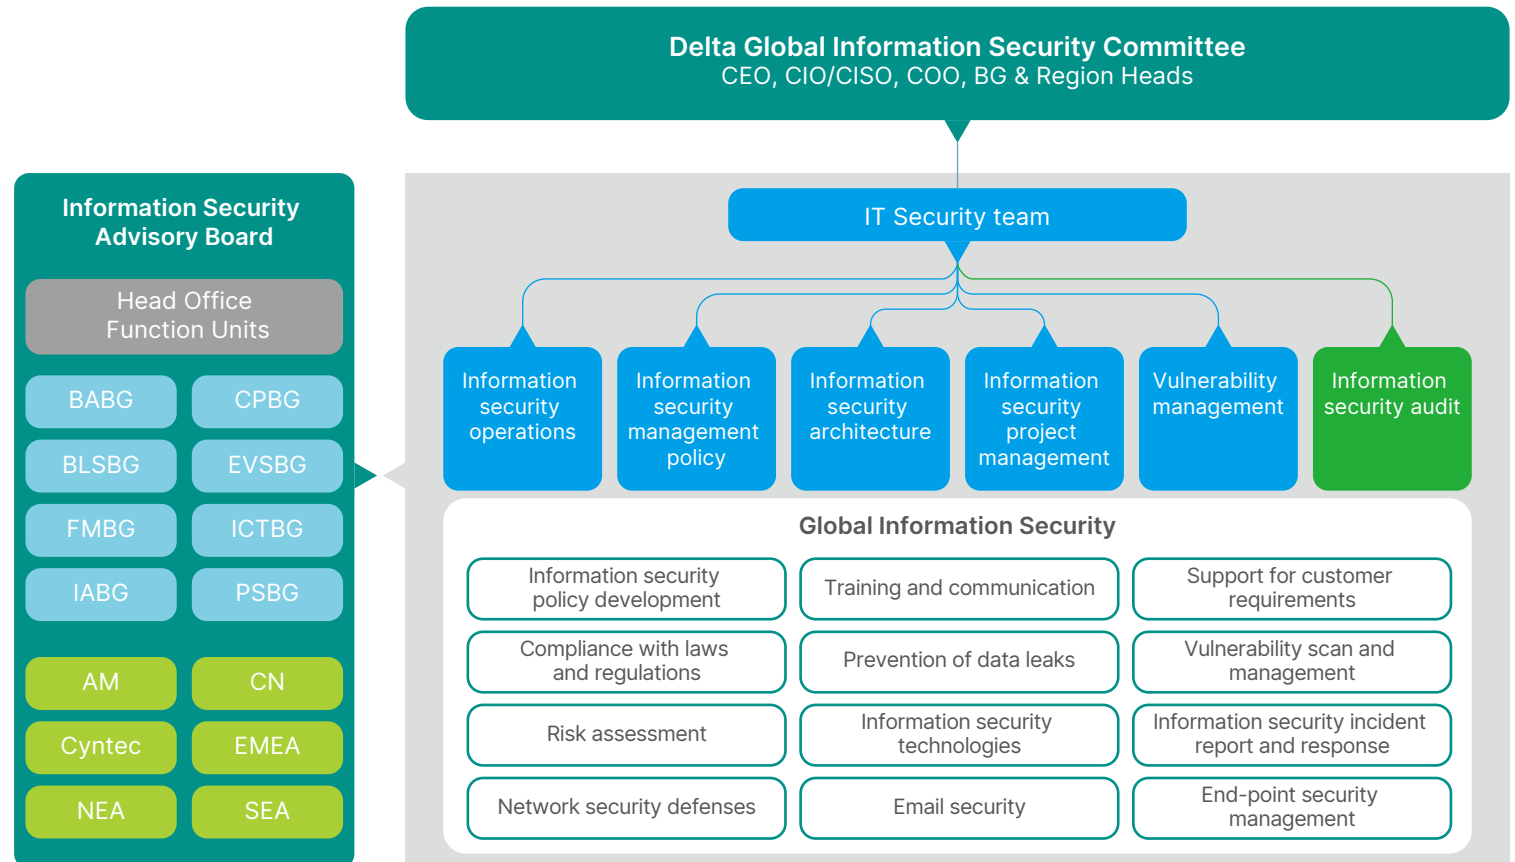 Delta Global Information Security Committee
CEO, CIO/CISO, COO, BG & Region Heads
Information Security
Advisory Board
Head Office
Function Units
BABG
CPBG
BLSBG
EVSBG
FMBG
ICTBG
IABG
PSBG
AM
CN
Cyntec
EMEA
NEA
SEA
IT Security team
Information
security
operations
Information
security
management
policy
Information
security
architecture
Information
security
project
management
Vulnerability
management
Information
security audit
Global Information Security
Information security
policy development
Training and communication
Support for customer
requirements
Compliance with laws
and regulations
Prevention of data leaks
Vulnerability scan and
management
Risk assessment
Information security
technologies
Information security incident
report and response
Network security defenses
Email security
End-point security
management